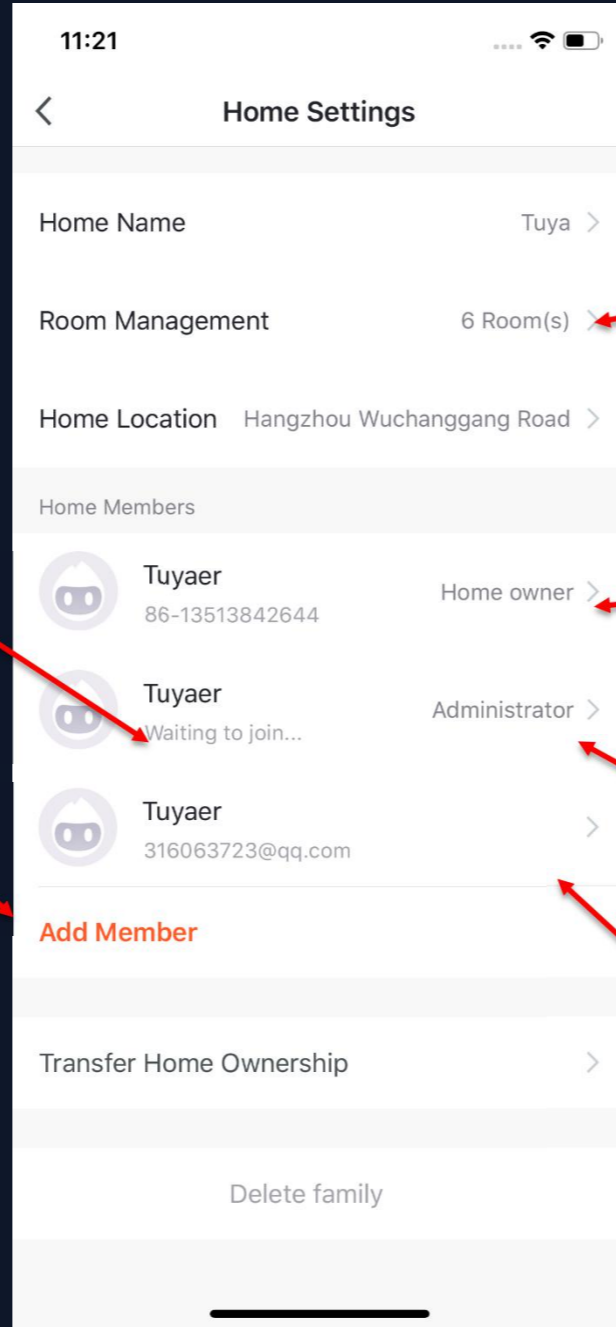 11:21
Home Settings
Home Name Tuya
Room Management 6 Room(s)
Home Location Hangzhou Wuchanggang Road
Home Members
Tuyaer
86-13513842644
Home owner
Tuyaer
Waiting to join...
Administrator
Tuyaer
316063723@qq.com
Add Member
Transfer Home Ownership
Delete family